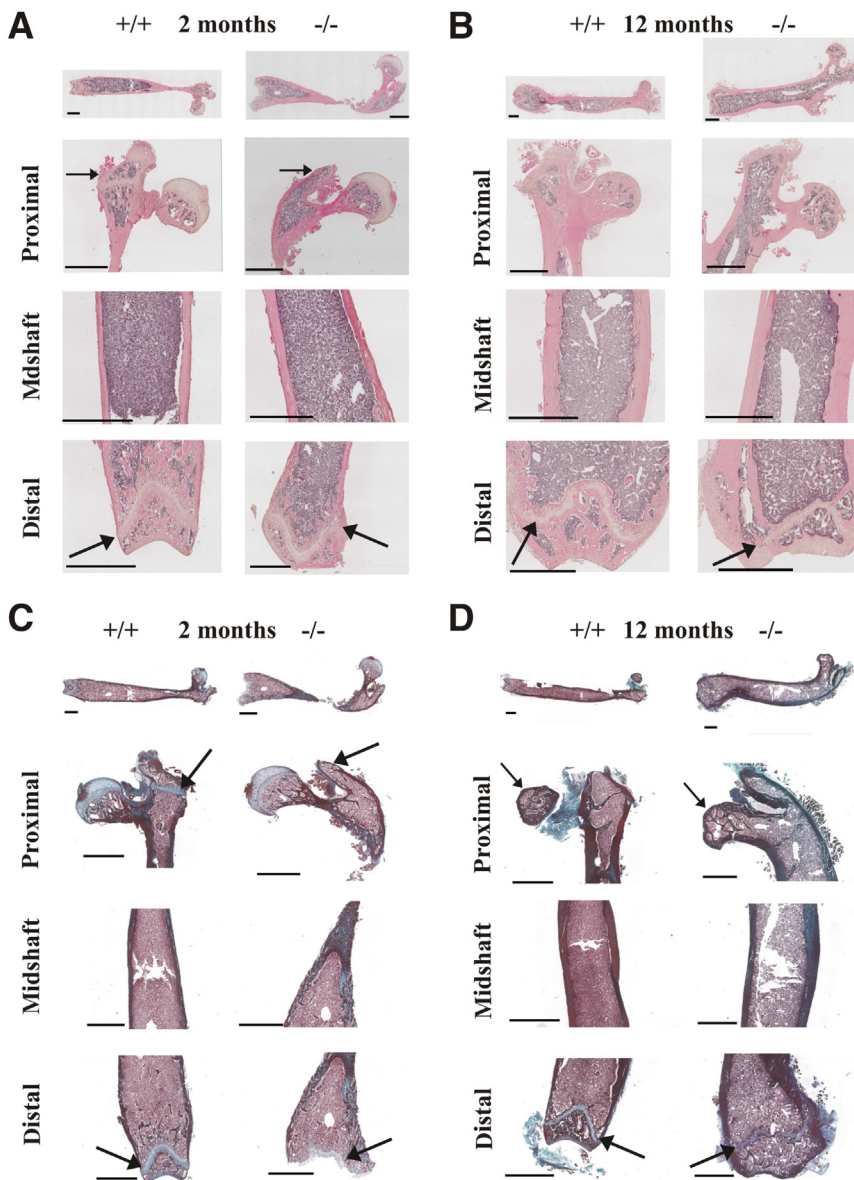 A +/+ 2 months -/-
B +/+ 12 months -/-
Proximal
Mdshaft
Distal
Proximal
Midshaft
Distal
C +/+ 2 months -/-
D +/+ 12 months -/-
Proximal
Midshaft
Distal
Proximal
Midshaft
Distal